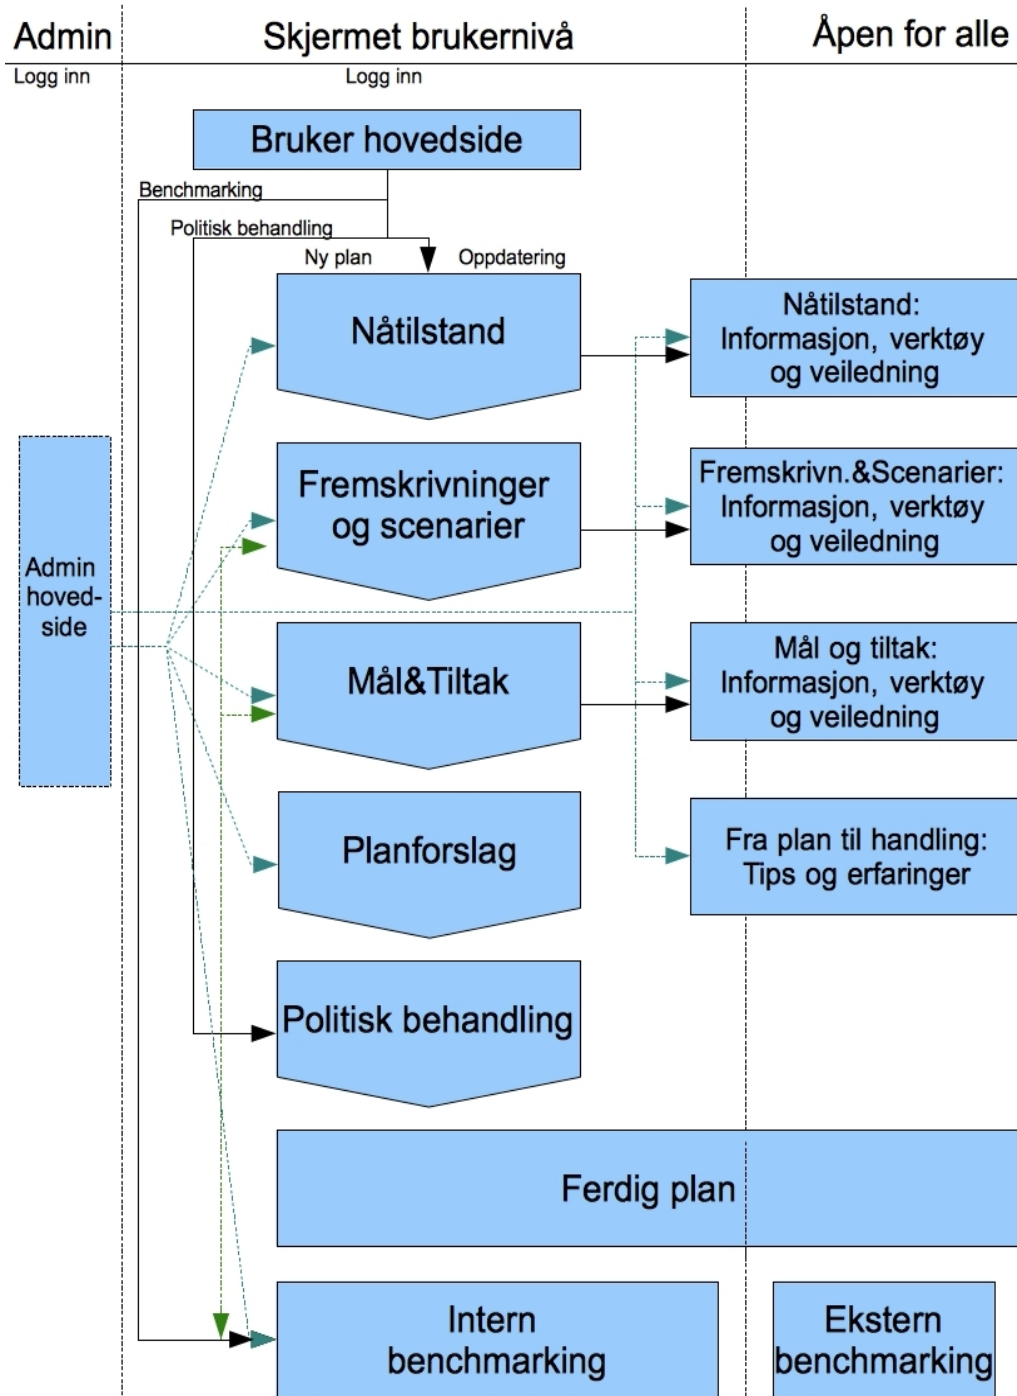 Admin
Skjermet brukernivå
Åpen for alle
Logg inn
Logg inn
Bruker hovedside
Benchmarking
Politisk behandling
Ny plan
Oppdatering
Nåtilstand
Nåtilstand:
Informasjon, verktøy
og veiledning
Fremskrivninger
og scenarier
Fremskrivn.&Scenarier:
Informasjon, verktøy
og veiledning
Admin
hoved-
side
Mål&Tiltak
Mål og tiltak:
Informasjon, verktøy
og veiledning
Planforslag
Fra plan til handling:
Tips og erfaringer
Politisk behandling
Ferdig plan
Intern
benchmarking
Ekstern
benchmarking